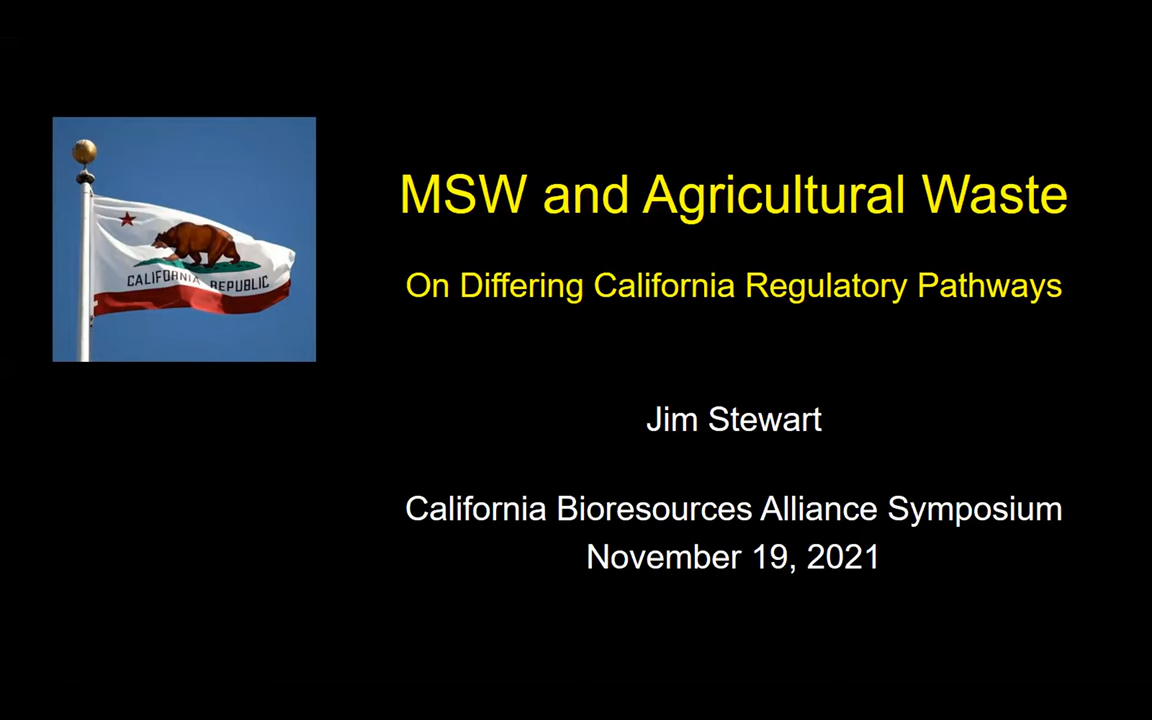 CALIFORNIA REPUBLIC
MSW and Agricultural Waste
On Differing California Regulatory Pathways
Jim Stewart
California Bioresources Alliance Symposium
November 19, 2021